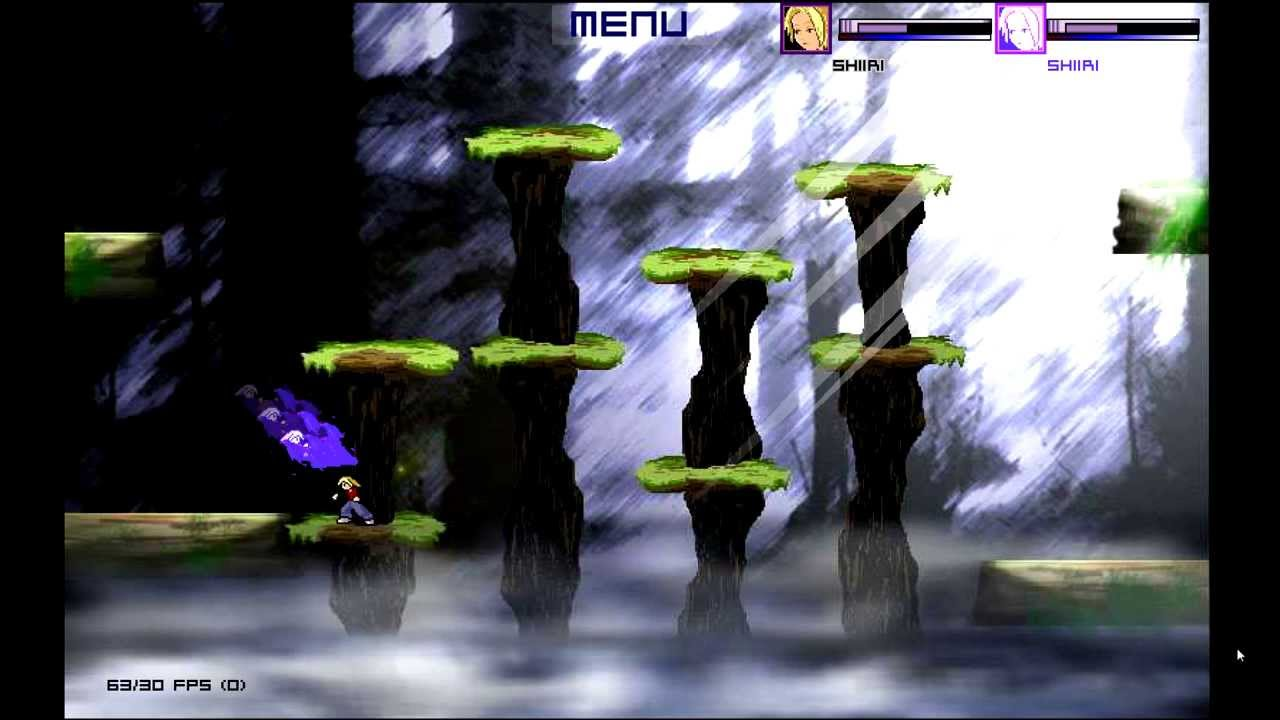 MENU
SHIIRI
SHIIRI
63/30 FPS (0)